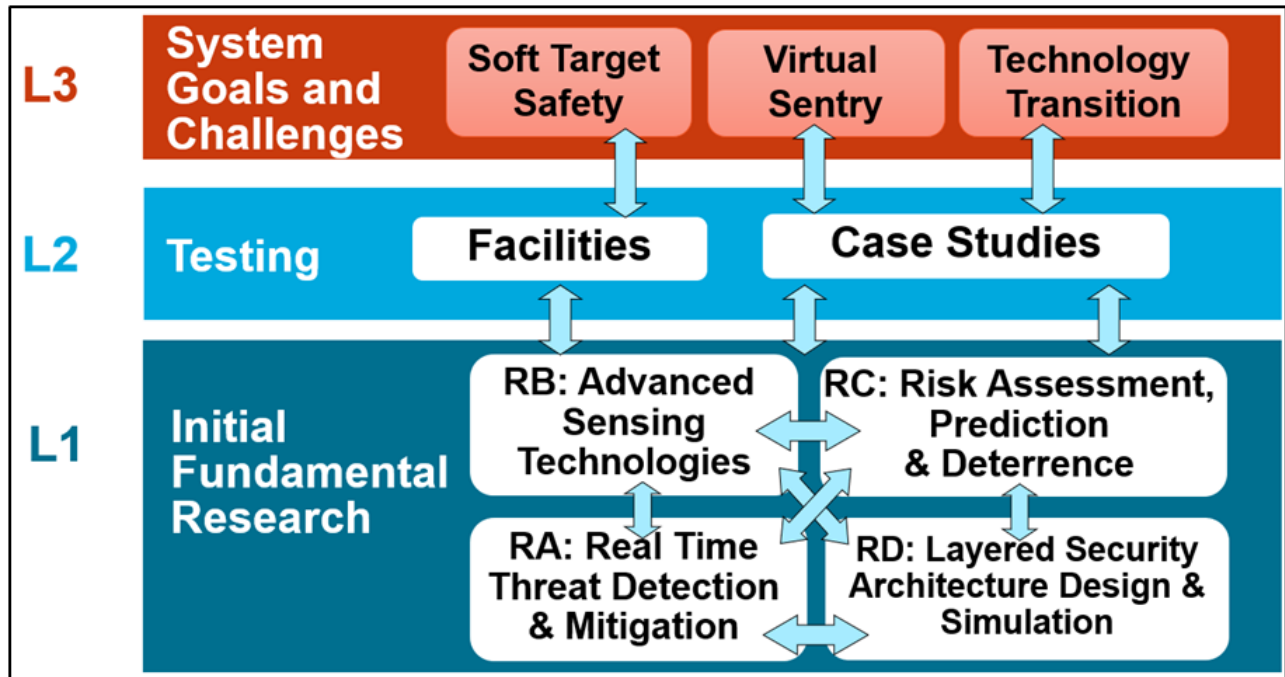 L3
System
Goals and
Challenges
Soft Target
Safety
Virtual
Sentry
Technology
Transition
L2
Testing
Facilities
Case Studies
L1
Initial
Fundamental
Research
RB: Advanced
Sensing
Technologies
RC: Risk Assessment,
Prediction
& Deterrence
RA: Real Time
Threat Detection
& Mitigation
RD: Layered Security
Architecture Design &
Simulation